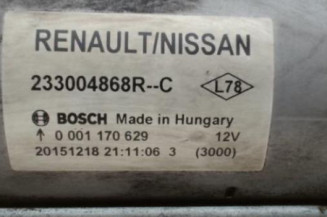 RENAULT/NISSAN
233004868R--C L78
BOSCH Made in Hungary
↑ 0 001 170 629 12V
20151218 21:11:06 3 (3000)